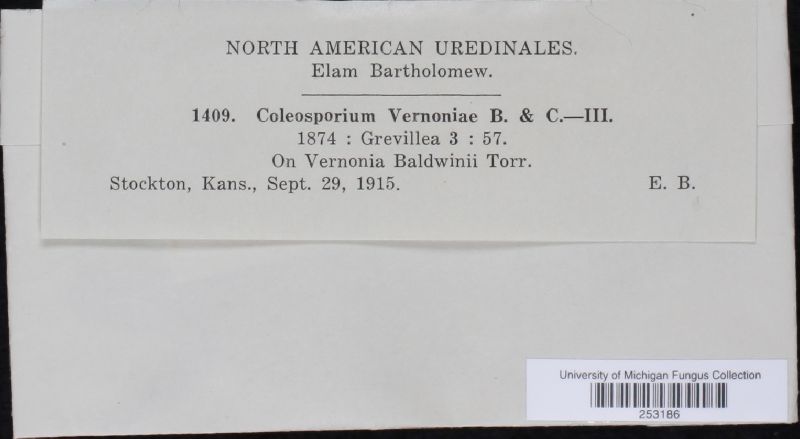 NORTH AMERICAN UREDINALES.
Elam Bartholomew.
1409. Coleosporium Vernoniae B. & C.—III.
1874 : Grevillea 3 : 57.
On Vernonia Baldwinii Torr.
Stockton, Kans., Sept. 29, 1915. E. B.
University of Michigan Fungus Collection
253186